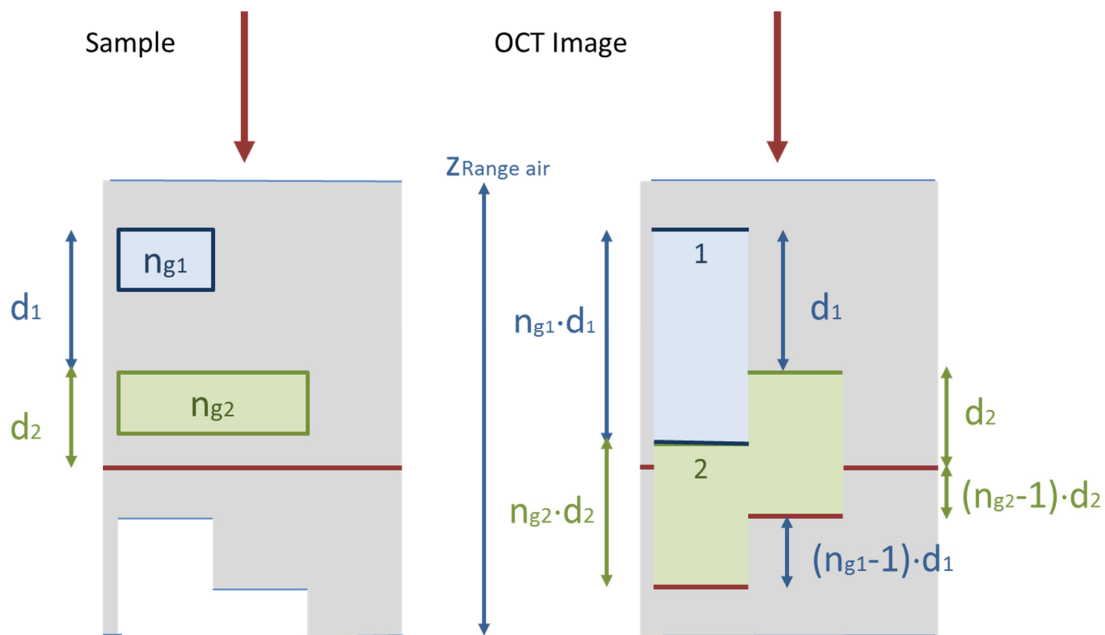 Sample
OCT Image
zRange air
ng1
d1
ng2
d2
1
ng1·d1
d1
2
d2
ng2·d2
(ng2-1)·d2
(ng1-1)·d1